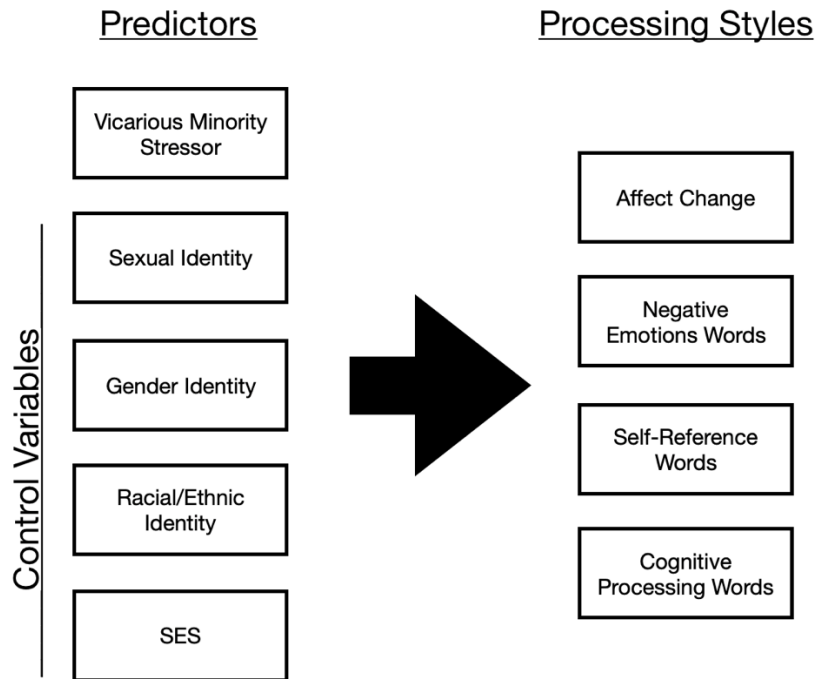 Predictors
Processing Styles
Vicarious Minority
Stressor
Sexual Identity
Gender Identity
Racial/Ethnic
Identity
SES
Control Variables
Affect Change
Negative
Emotions Words
Self-Reference
Words
Cognitive
Processing Words